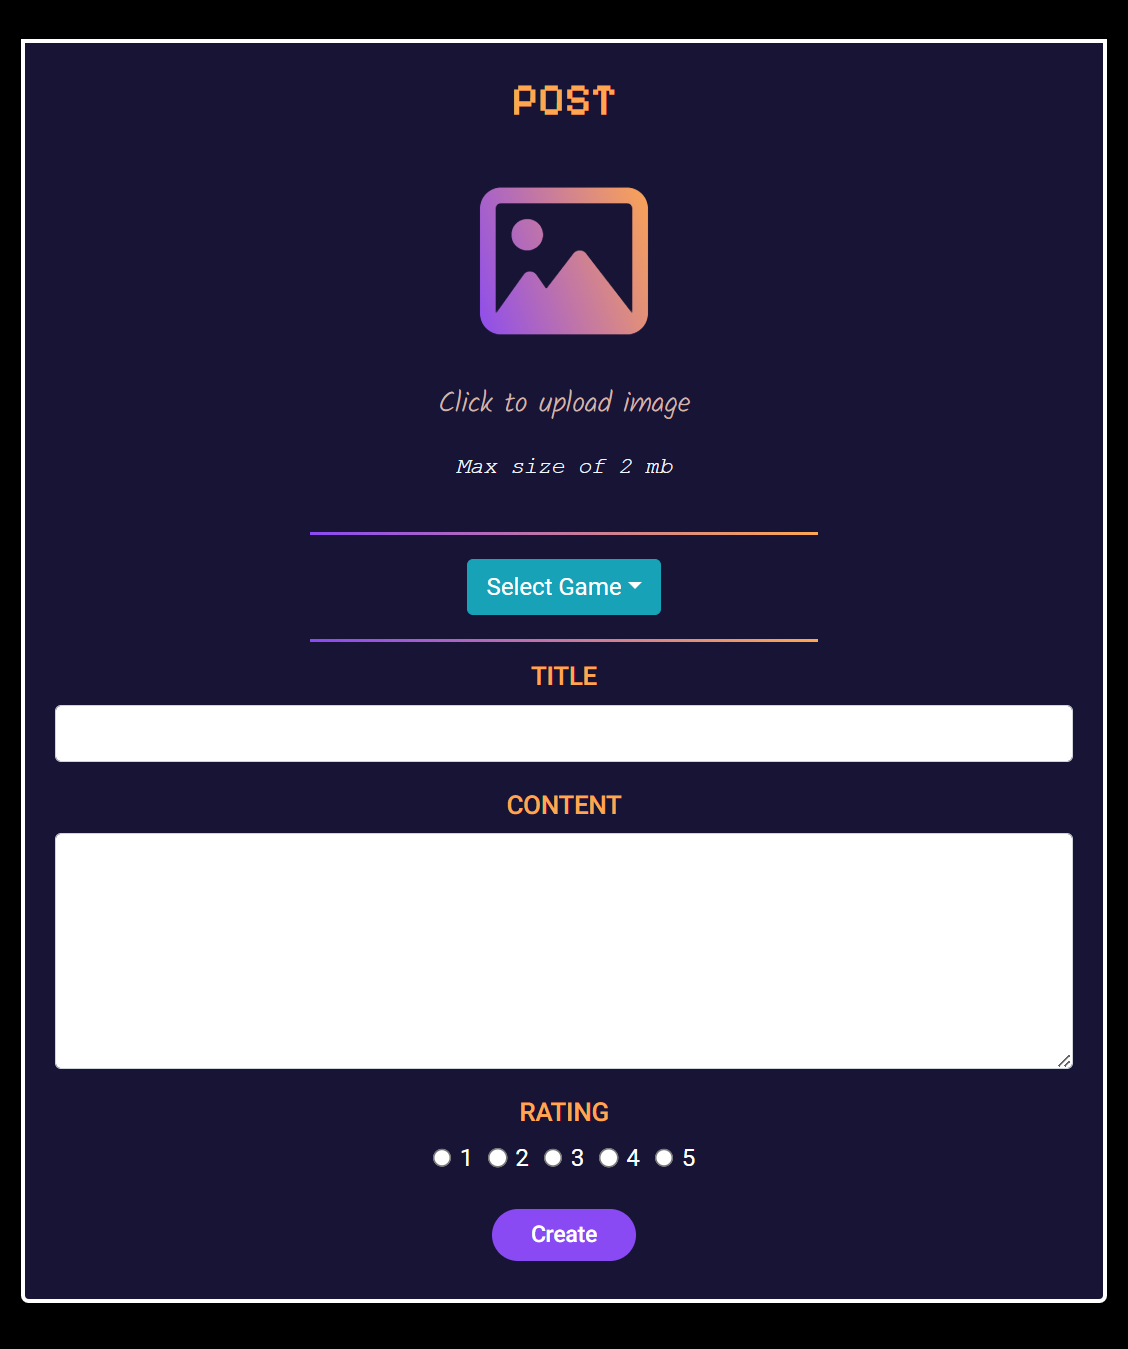 POST
Click to upload image
Max size of 2 mb
Select Game
TITLE
CONTENT
RATING
1 2 3 4 5
Create